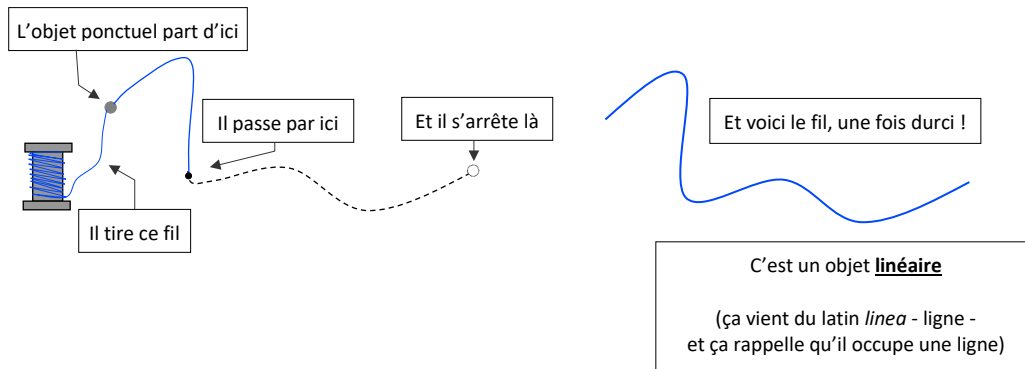 L’objet ponctuel part d’ici
Il passe par ici
Et il s’arrête là
Il tire ce fil
Et voici le fil, une fois durci !
C’est un objet linéaire
(ça vient du latin linea - ligne -
et ça rappelle qu’il occupe une ligne)